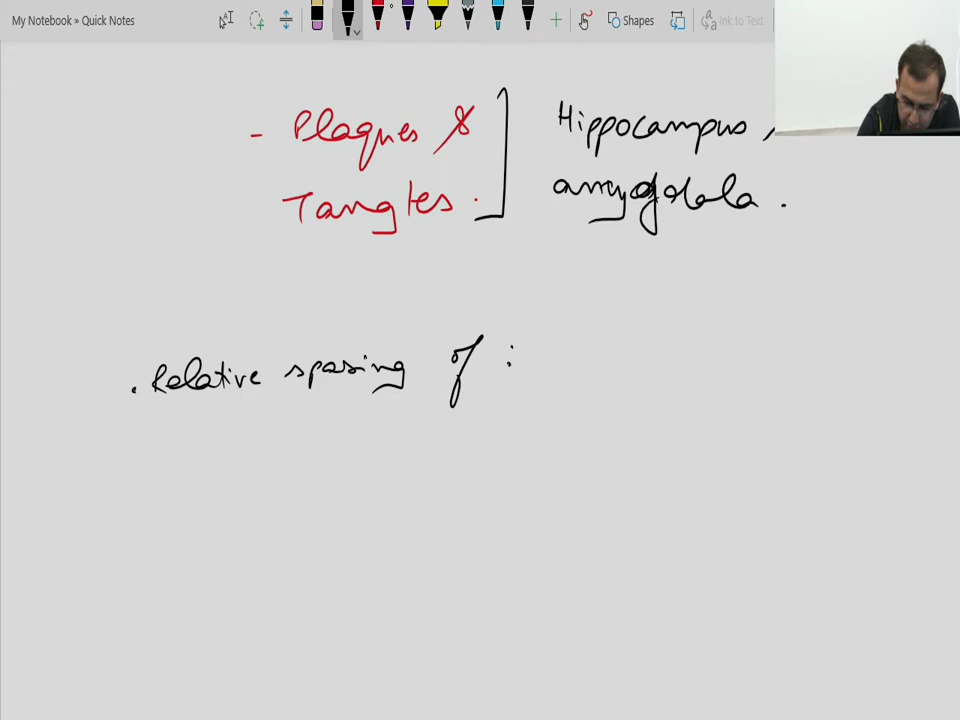 My Notebook » Quick Notes
Shapes
Ink to Text
- Plaques &
Tangles.
Hippocampus,
amygdala.
. Relative sparing of :